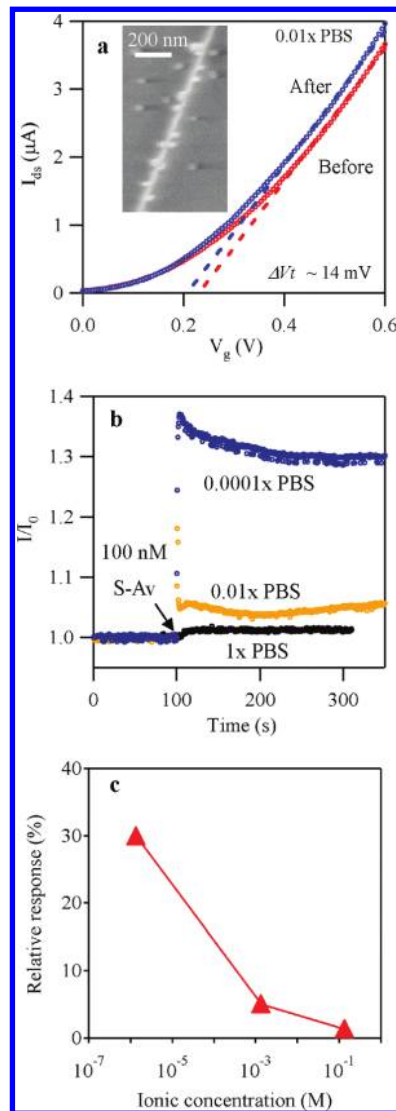 a
200 nm
0.01x PBS
After
Before
ΔVt ~ 14 mV
4
3
2
1
0
I_ds (μA)
0.0 0.2 0.4 0.6
V_g (V)
b
1.4
1.3
1.2
1.1
1.0
I/I_0
0.0001x PBS
100 nM
S-Av
0.01x PBS
1x PBS
0 100 200 300
Time (s)
c
40
30
20
10
0
Relative response (%)
10^-7 10^-5 10^-3 10^-1
Ionic concentration (M)